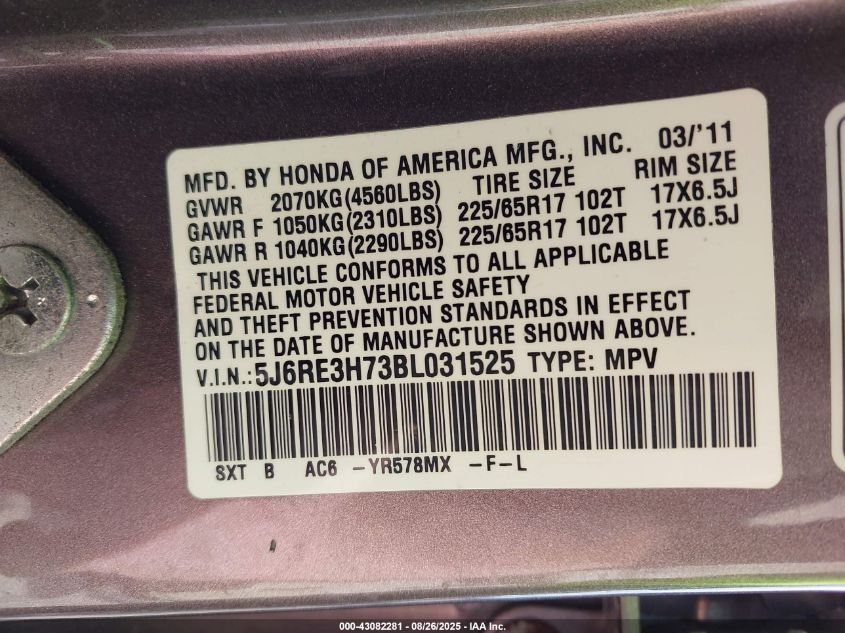 MFD. BY HONDA OF AMERICA MFG., INC. 03/'11
GVWR 2070KG(4560LBS) TIRE SIZE RIM SIZE
GAWR F 1050KG(2310LBS) 225/65R17 102T 17X6.5J
GAWR R 1040KG(2290LBS) 225/65R17 102T 17X6.5J
THIS VEHICLE CONFORMS TO ALL APPLICABLE
FEDERAL MOTOR VEHICLE SAFETY
AND THEFT PREVENTION STANDARDS IN EFFECT
ON THE DATE OF MANUFACTURE SHOWN ABOVE.
V.I.N.:5J6RE3H73BL031525 TYPE: MPV
SXT B AC6 -YR578MX -F-L
000-43082281 - 08/26/2025 - IAA Inc.